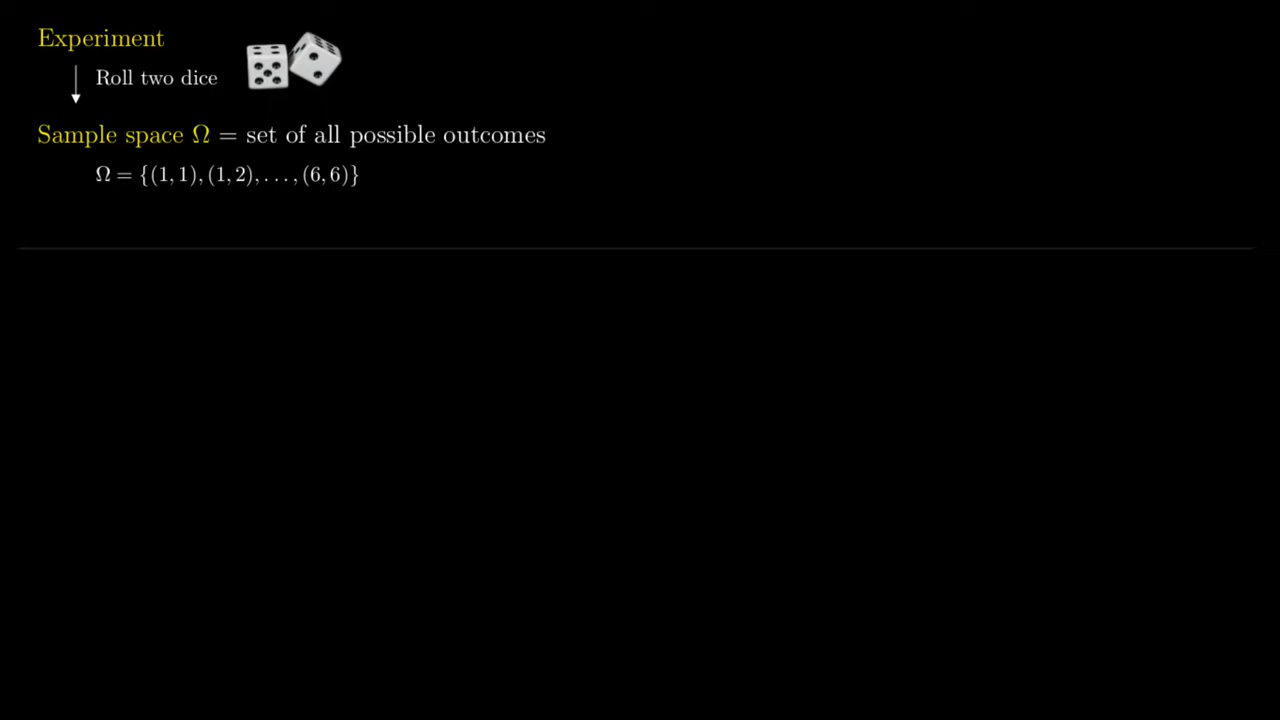 Experiment
Roll two dice
Sample space Ω = set of all possible outcomes
Ω = {(1, 1), (1, 2), . . . , (6, 6)}